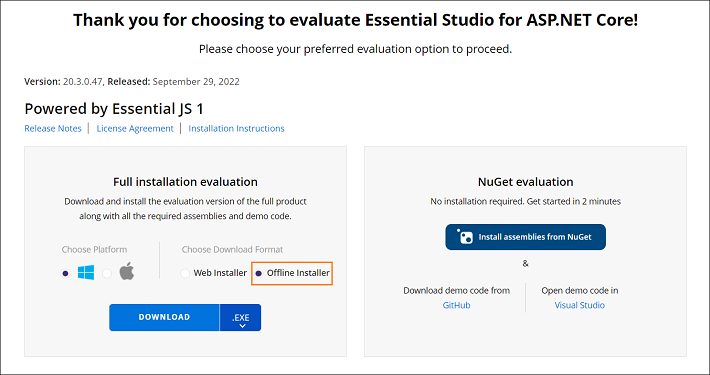 Thank you for choosing to evaluate Essential Studio for ASP.NET Core!
Please choose your preferred evaluation option to proceed.
Version: 20.3.0.47, Released: September 29, 2022
Powered by Essential JS 1
Release Notes | License Agreement | Installation Instructions
Full installation evaluation
Download and install the evaluation version of the full product
along with all the required assemblies and demo code.
Choose Platform
Choose Download Format
Web Installer
Offline Installer
DOWNLOAD
.EXE
NuGet evaluation
No installation required. Get started in 2 minutes
Install assemblies from NuGet
&
Download demo code from
GitHub
Open demo code in
Visual Studio